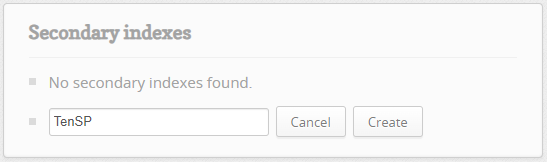 Secondary indexes
No secondary indexes found.
TenSP Cancel Create